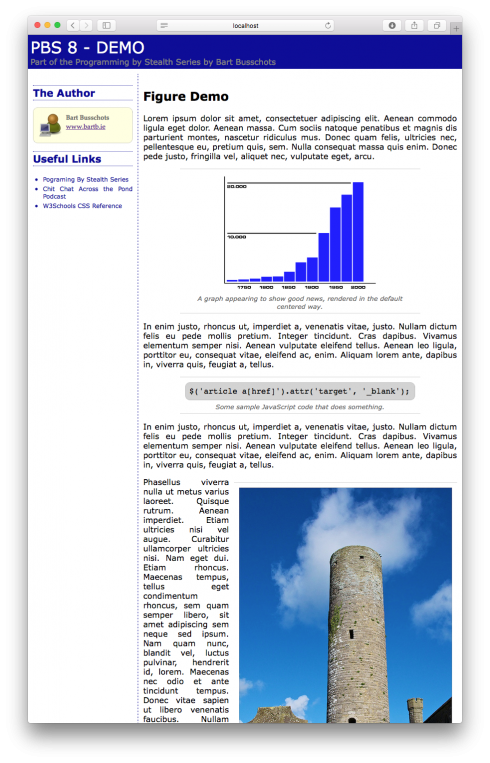 localhost
PBS 8 - DEMO
Part of the Programming by Stealth Series by Bart Busschots
The Author
Bart Busschots
www.bartb.ie
Useful Links
Programing By Stealth Series
Chit Chat Across the Pond
Podcast
W3Schools CSS Reference
Figure Demo
Lorem ipsum dolor sit amet, consectetuer adipiscing elit. Aenean commodo
ligula eget dolor. Aenean massa. Cum sociis natoque penatibus et magnis dis
parturient montes, nascetur ridiculus mus. Donec quam felis, ultricies nec,
pellentesque eu, pretium quis, sem. Nulla consequat massa quis enim. Donec
pede justo, fringilla vel, aliquet nec, vulputate eget, arcu.
20.000
10.000
1750 1800 1850 1900 1950 2000
A graph appearing to show good news, rendered in the default
centered way.
In enim justo, rhoncus ut, imperdiet a, venenatis vitae, justo. Nullam dictum
felis eu pede mollis pretium. Integer tincidunt. Cras dapibus. Vivamus
elementum semper nisi. Aenean vulputate eleifend tellus. Aenean leo ligula,
porttitor eu, consequat vitae, eleifend ac, enim. Aliquam lorem ante, dapibus
in, viverra quis, feugiat a, tellus.
$('article a[href]').attr('target', '_blank');
Some sample JavaScript code that does something.
In enim justo, rhoncus ut, imperdiet a, venenatis vitae, justo. Nullam dictum
felis eu pede mollis pretium. Integer tincidunt. Cras dapibus. Vivamus
elementum semper nisi. Aenean vulputate eleifend tellus. Aenean leo ligula,
porttitor eu, consequat vitae, eleifend ac, enim. Aliquam lorem ante, dapibus
in, viverra quis, feugiat a, tellus.
Phasellus viverra
nulla ut metus varius
laoreet. Quisque
rutrum. Aenean
imperdiet. Etiam
ultricies nisi vel
augue. Curabitur
ullamcorper ultricies
nisi. Nam eget dui.
Etiam rhoncus.
Maecenas tempus,
tellus eget
condimentum
rhoncus, sem quam
semper libero, sit
amet adipiscing sem
neque sed ipsum.
Nam quam nunc,
blandit vel, luctus
pulvinar, hendrerit
id, lorem. Maecenas
nec odio et ante
tincidunt tempus.
Donec vitae sapien
ut libero venenatis
faucibus. Nullam